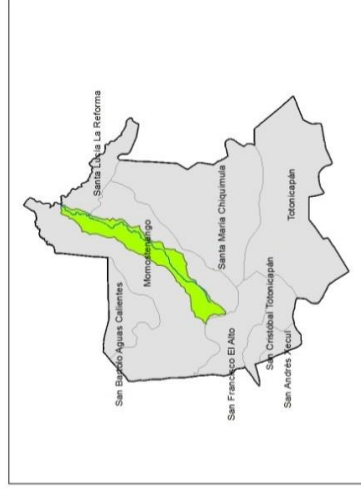 Santa Lucía La Reforma
Momostenango
San Bartolo Aguas Calientes
Santa María Chiquimula
San Francisco El Alto
Totonicapán
San Cristóbal Totonicapán
San Andrés Xecul